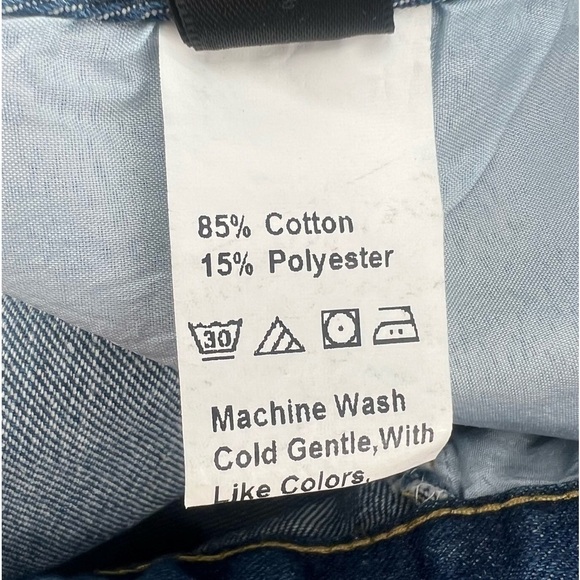 85% Cotton
15% Polyester
30
Machine Wash
Cold Gentle,With
Like Colors.